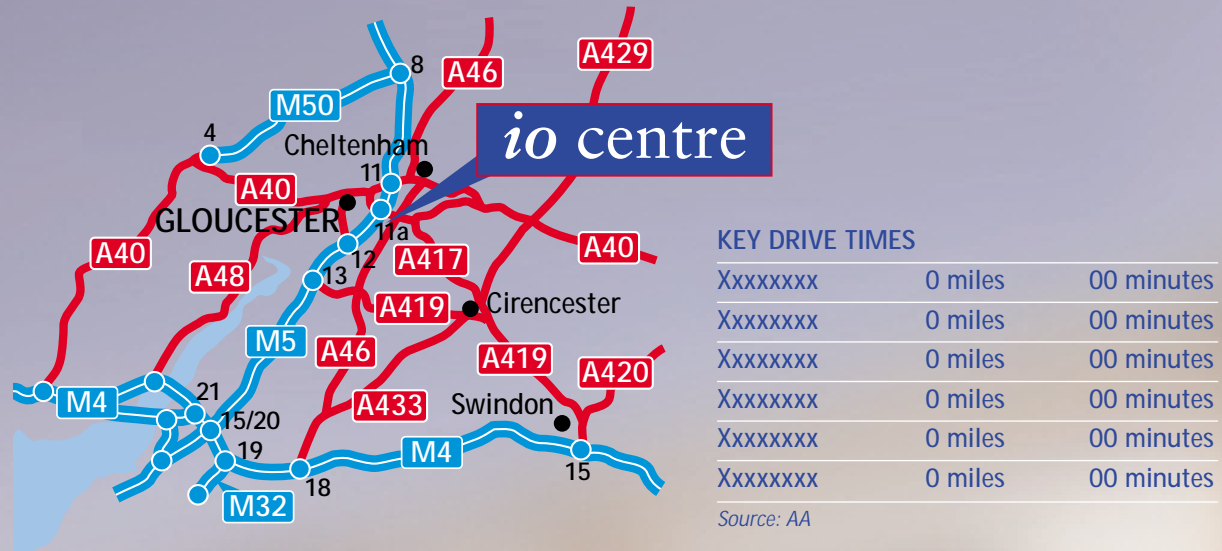 8
A46
A429
M50
4
Cheltenham
io centre
11
A40
GLOUCESTER
11a
A40
12
A417
A40
A48
13
A419
Cirencester
M5
A46
A419
A420
M4
21
A433
Swindon
15/20
19
M4
18
15
M32
KEY DRIVE TIMES
Xxxxxxxx 0 miles 00 minutes
Xxxxxxxx 0 miles 00 minutes
Xxxxxxxx 0 miles 00 minutes
Xxxxxxxx 0 miles 00 minutes
Xxxxxxxx 0 miles 00 minutes
Xxxxxxxx 0 miles 00 minutes
Source: AA